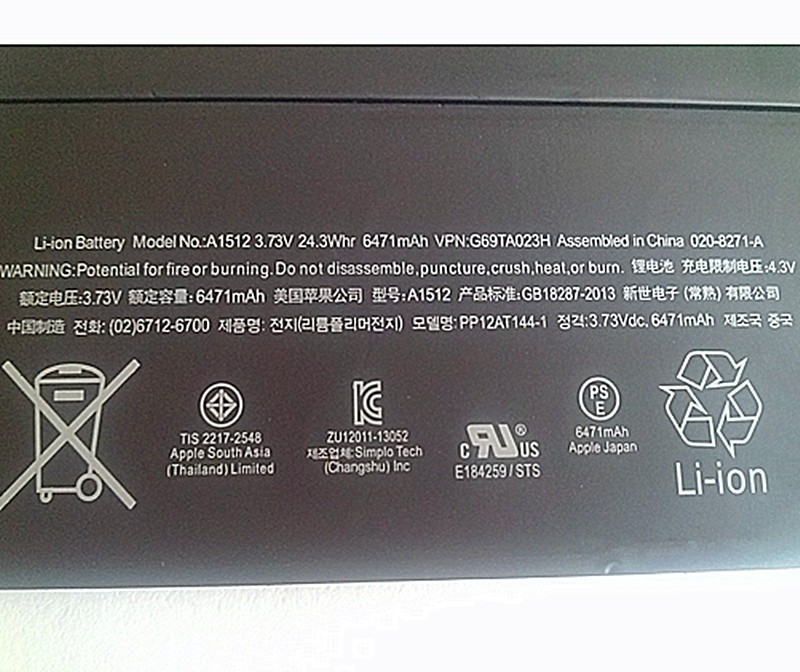 Li-ion Battery Model No.:A1512 3.73V 24.3Whr 6471mAh VPN:G69TA023H Assembled in China 020-8271-A
WARNING:Potential for fire or burning. Do not disassemble,puncture,crush,heat,or burn. 锂电池 充电限制电压:4.3V
额定电压:3.73V 额定容量:6471mAh 美国苹果公司 型号:A1512 产品标准:GB18287-2013 新世电子 (常熟) 有限公司
中国制造 전화: (02)6712-6700 제품명: 전지(리튬폴리머전지) 모델명: PP12AT144-1 정격:3.73Vdc, 6471mAh 제조국 중국
TIS 2217-2548
Apple South Asia
(Thailand) Limited
ZU12011-13052
제조업체:Simplo Tech
(Changshu) Inc
c RU ® US
E184259 / STS
PS
E
6471mAh
Apple Japan
Li-ion